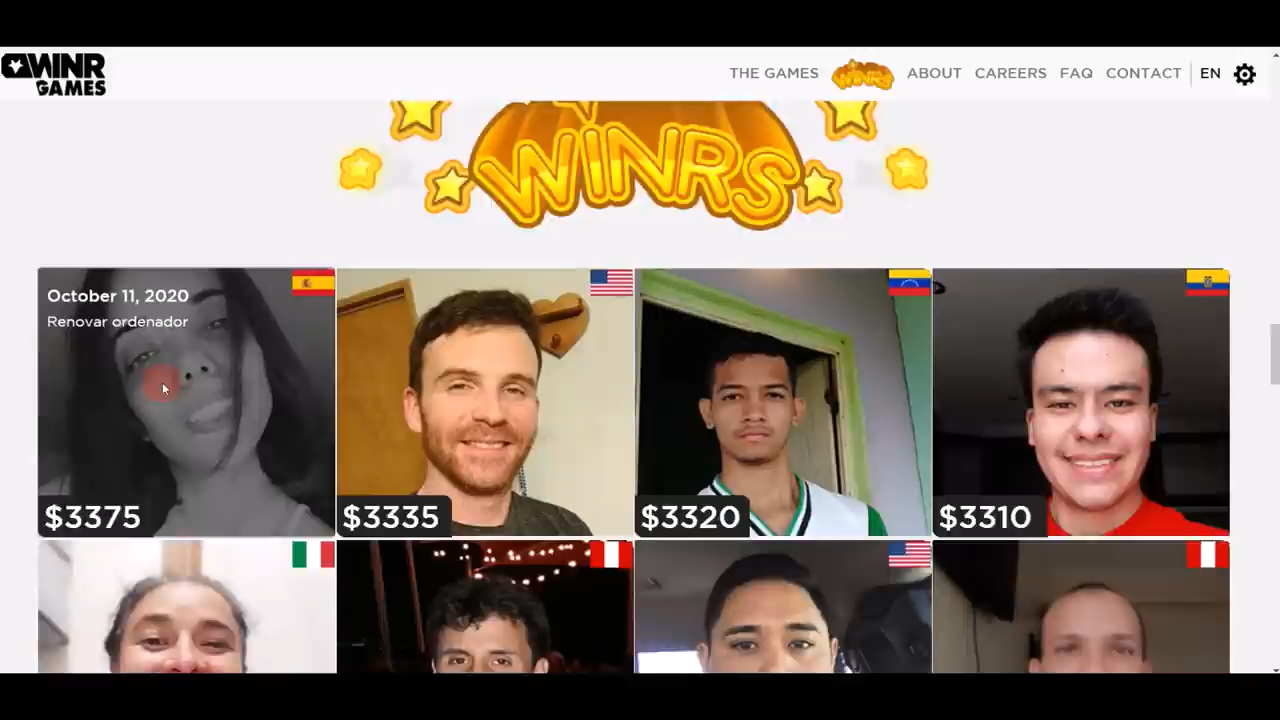 WINR GAMES
THE GAMES
WINRS
ABOUT
CAREERS
FAQ
CONTACT
EN
WINRS
October 11, 2020
Renovar ordenador
$3375
$3335
$3320
$3310